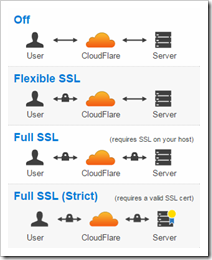 Off
User CloudFlare Server
Flexible SSL
User CloudFlare Server
Full SSL (requires SSL on your host)
User CloudFlare Server
Full SSL (Strict) (requires a valid SSL cert)
User CloudFlare Server